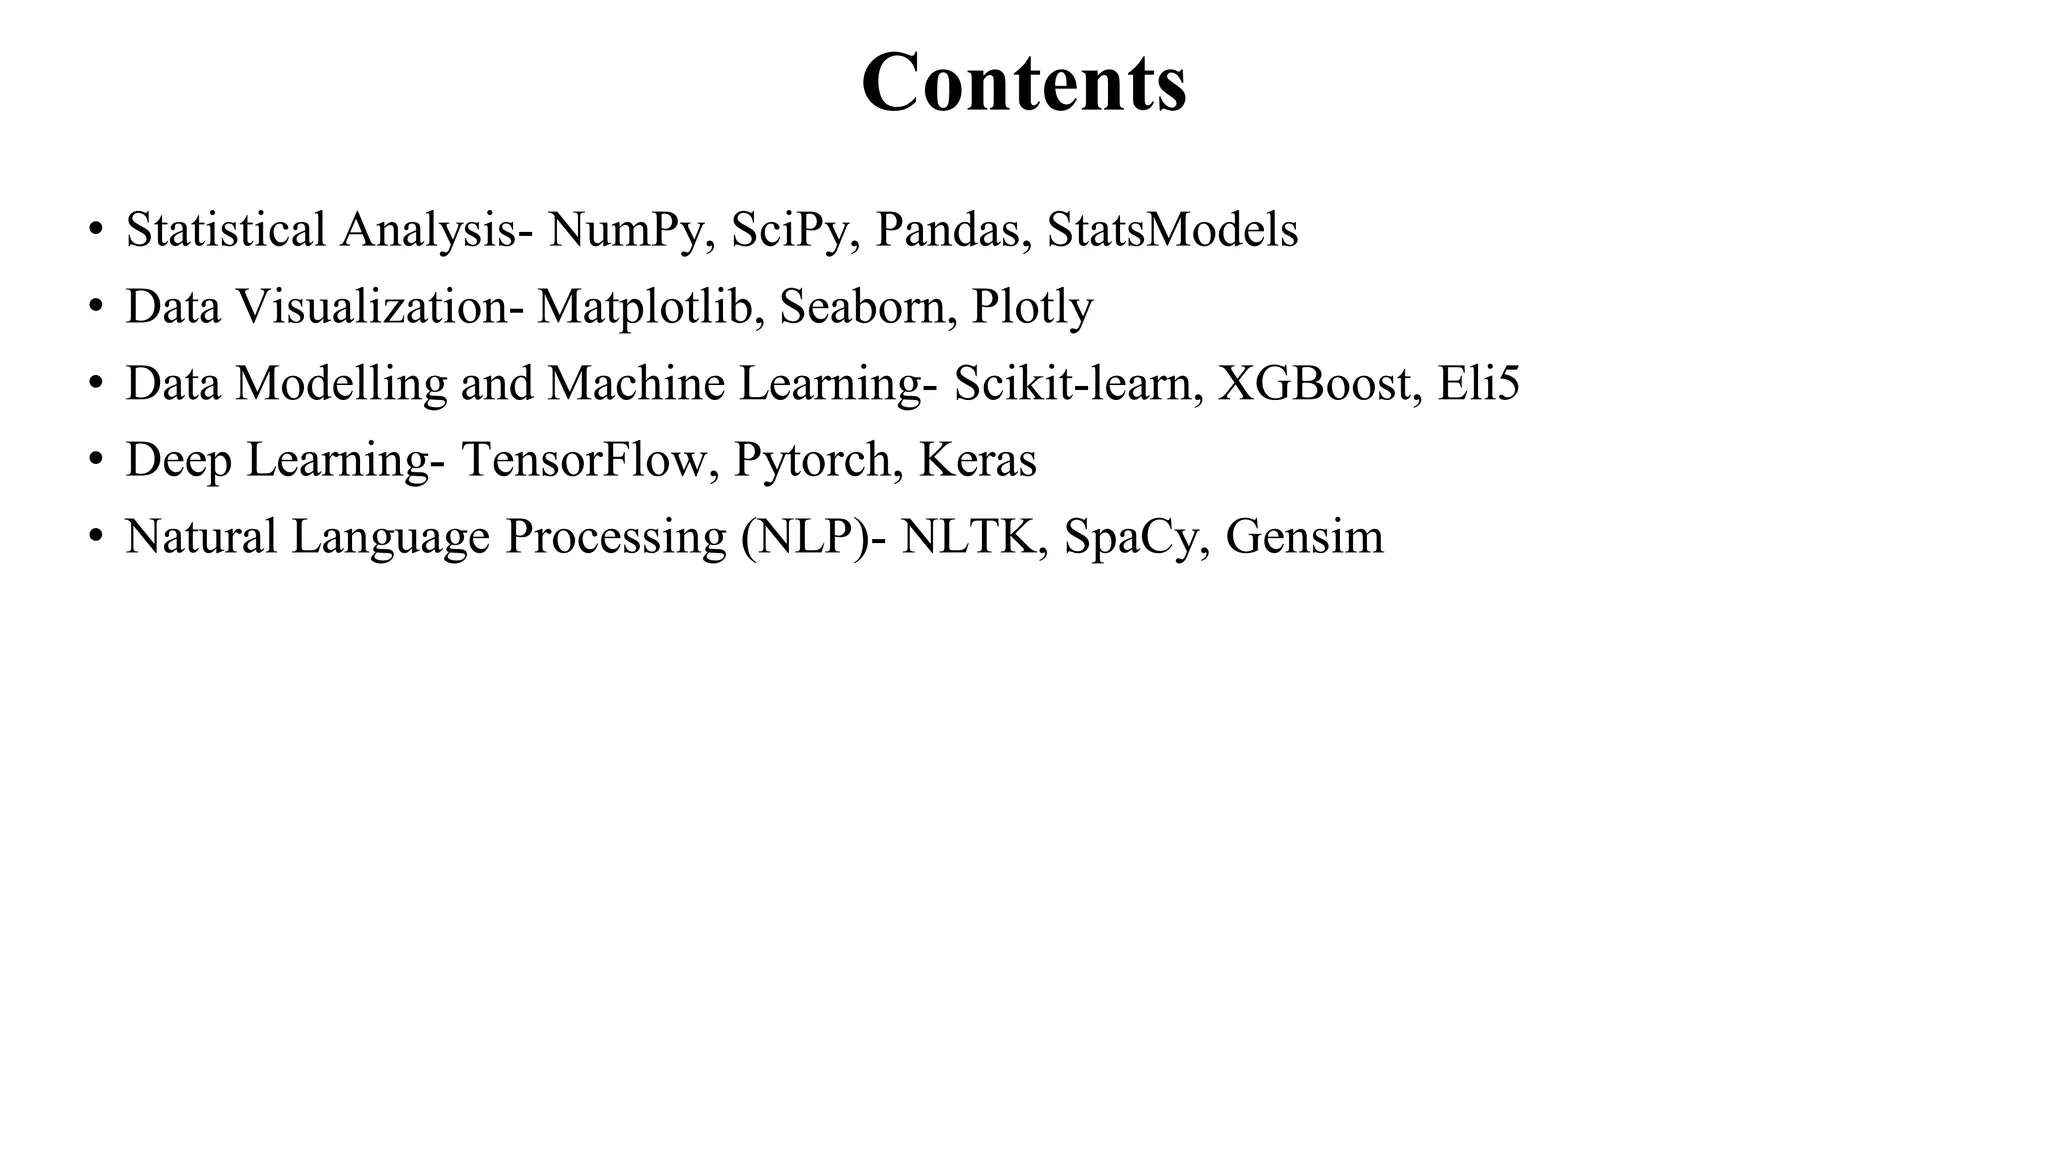 Contents
• Statistical Analysis- NumPy, SciPy, Pandas, StatsModels
• Data Visualization- Matplotlib, Seaborn, Plotly
• Data Modelling and Machine Learning- Scikit-learn, XGBoost, Eli5
• Deep Learning- TensorFlow, Pytorch, Keras
• Natural Language Processing (NLP)- NLTK, SpaCy, Gensim